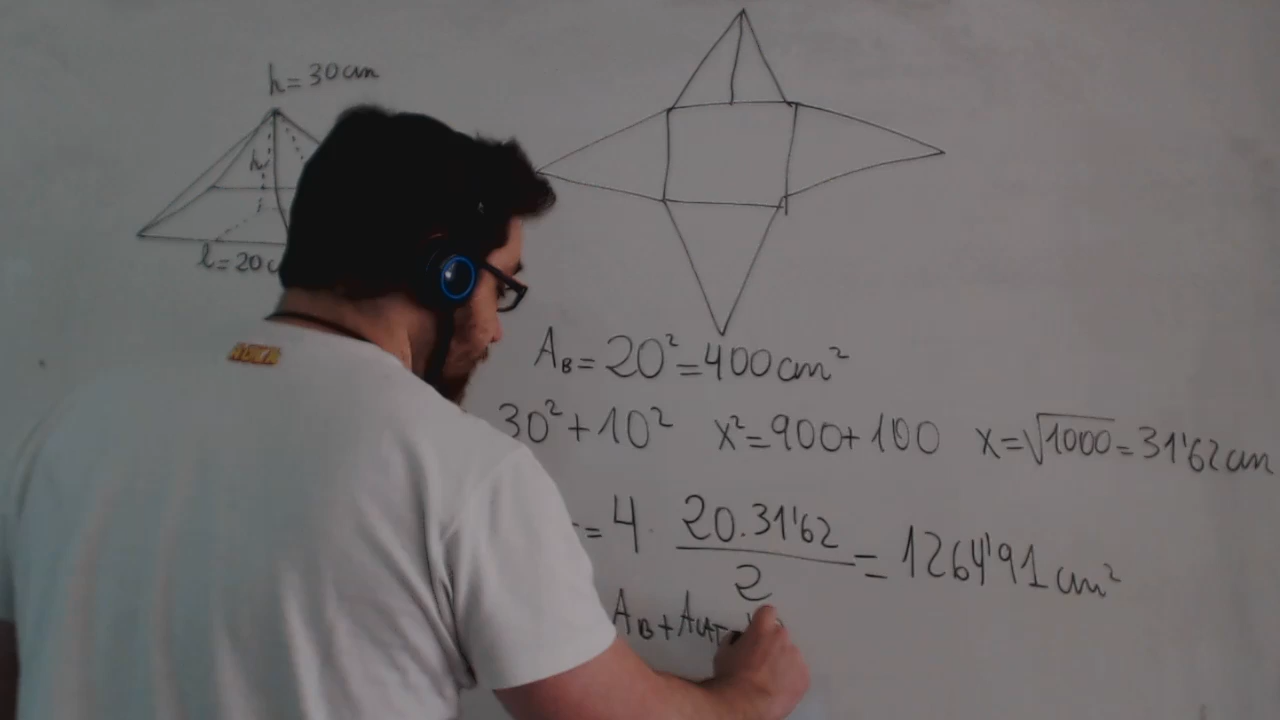 h=30cm
h
l=20c
A_B=20²=400cm²
30²+10² x²=900+100 x=√1000=31'62cm
=4·(20.31'62)/2=1264'91cm²
A_B+A_LAT